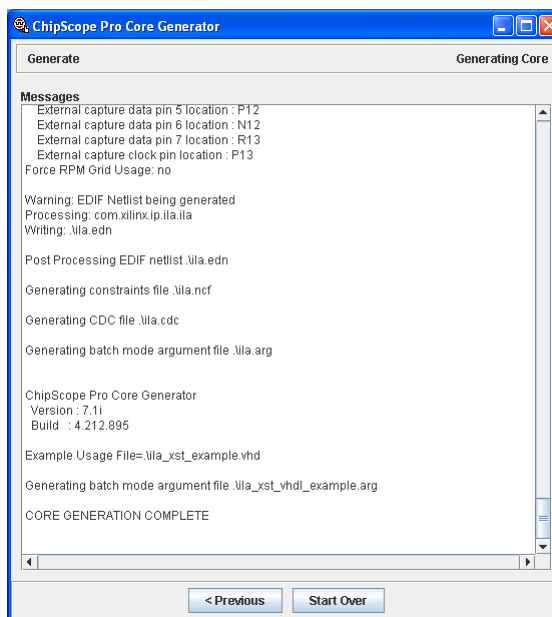 ChipScope Pro Core Generator
Generate
Generating Core
Messages
External capture data pin 5 location : P12
External capture data pin 6 location : N12
External capture data pin 7 location : R13
External capture clock pin location : P13
Force RPM Grid Usage: no
Warning: EDIF Netlist being generated
Processing: com.xilinx.ip.ila.ila
Writing: .\ila.edn
Post Processing EDIF netlist .\ila.edn
Generating constraints file .\ila.ncf
Generating CDC file .\ila.cdc
Generating batch mode argument file .\ila.arg
ChipScope Pro Core Generator
Version : 7.1i
Build : 4.212.895
Example Usage File=.\ila_xst_example.vhd
Generating batch mode argument file .\ila_xst_vhdl_example.arg
CORE GENERATION COMPLETE
< Previous
Start Over